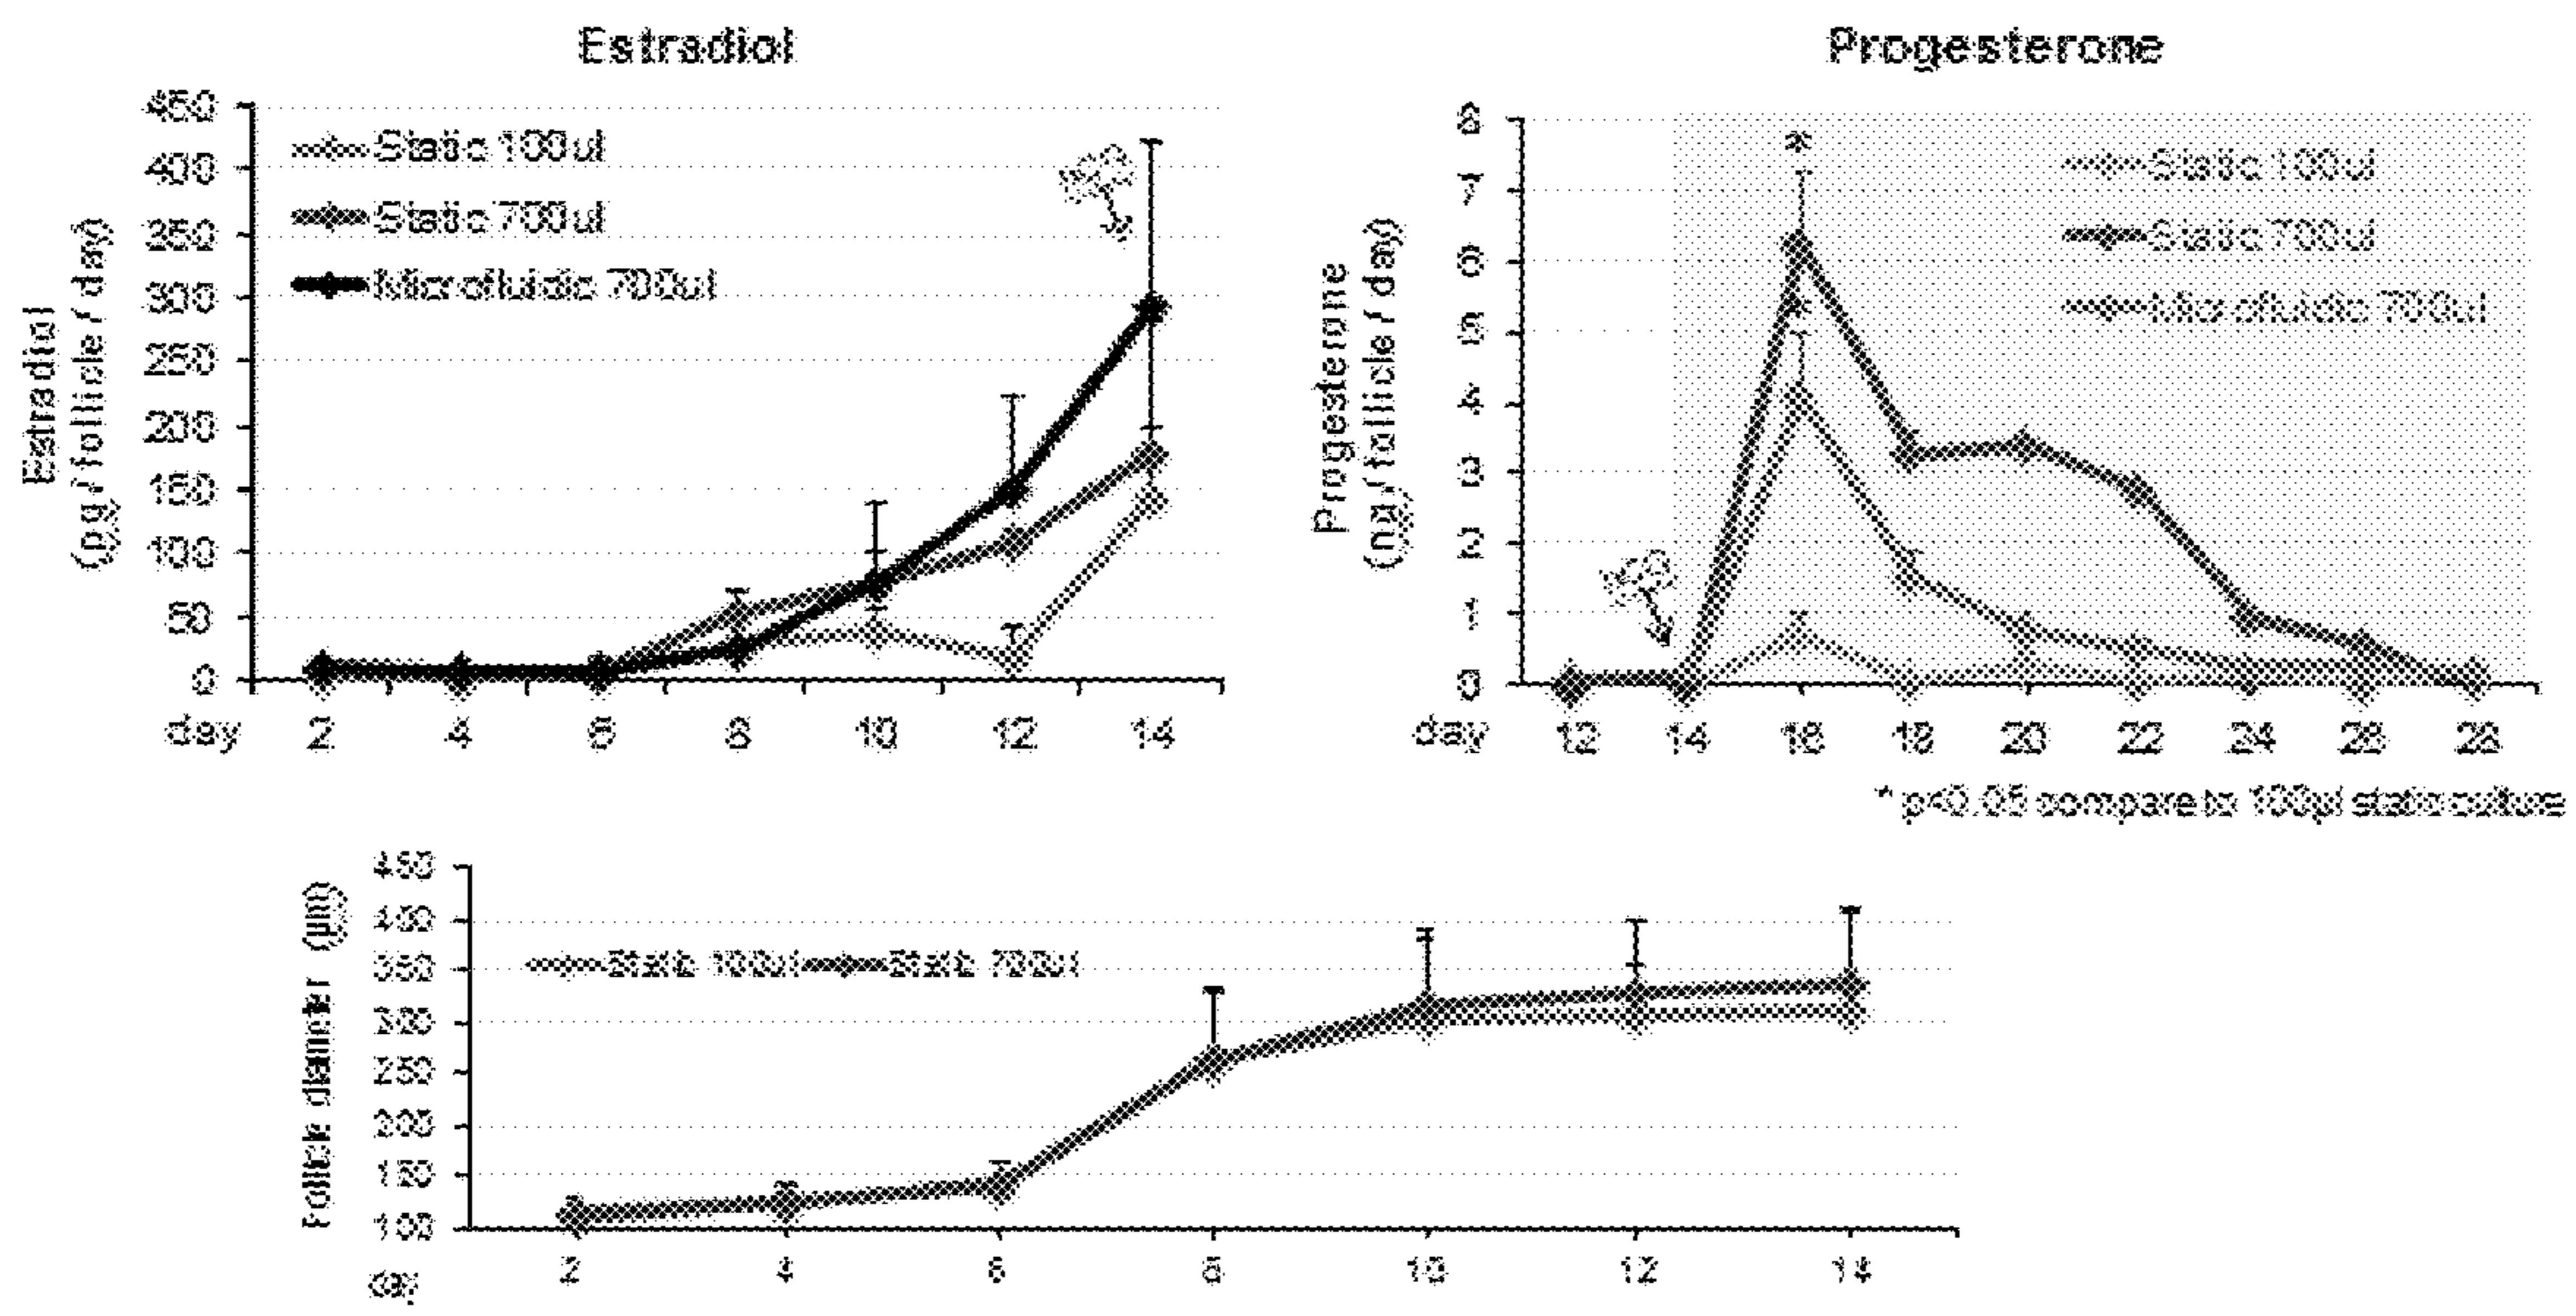 Estradiol
450
400
350
300
250
200
150
100
50
0
Estradiol
(pg / follicle / day)
Static 100ul
Static 700ul
Microfluidic 700ul
day 2 4 6 8 10 12 14
Progesterone
8
7
6
5
4
3
2
1
0
Progesterone
(ng / follicle / day)
Static 100ul
Static 700ul
Microfluidic 700ul
*
*
day 12 14 16 18 20 22 24 26 28
* p<0.05 compare to 100µl static culture
450
400
350
300
250
200
150
100
Follicle diameter (µm)
Static 100ul Static 700ul
day 2 4 6 8 10 12 14